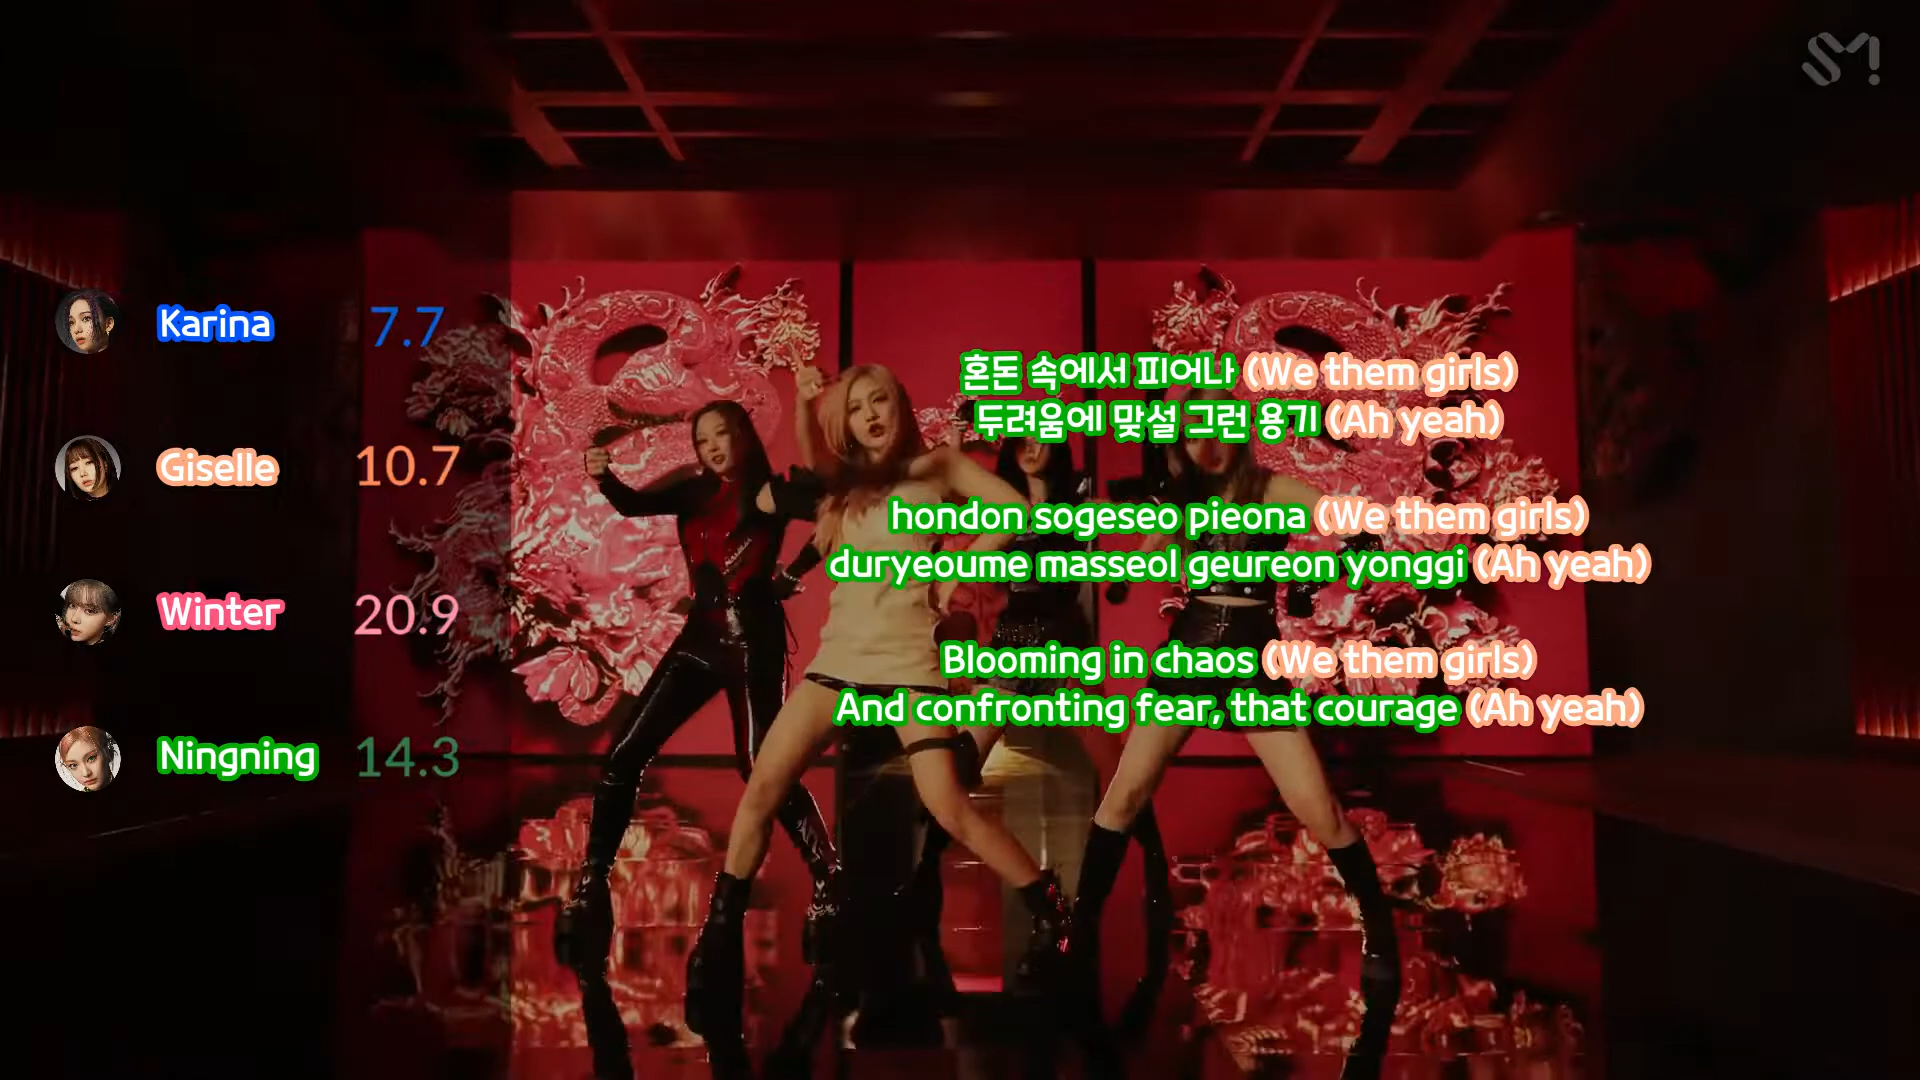 SM!
Karina 7.7
Giselle 10.7
Winter 20.9
Ningning 14.3
혼돈 속에서 피어나 (We them girls)
두려움에 맞설 그런 용기 (Ah yeah)
hondon sogeseo pieona (We them girls)
duryeoume masseol geureon yonggi (Ah yeah)
Blooming in chaos (We them girls)
And confronting fear, that courage (Ah yeah)